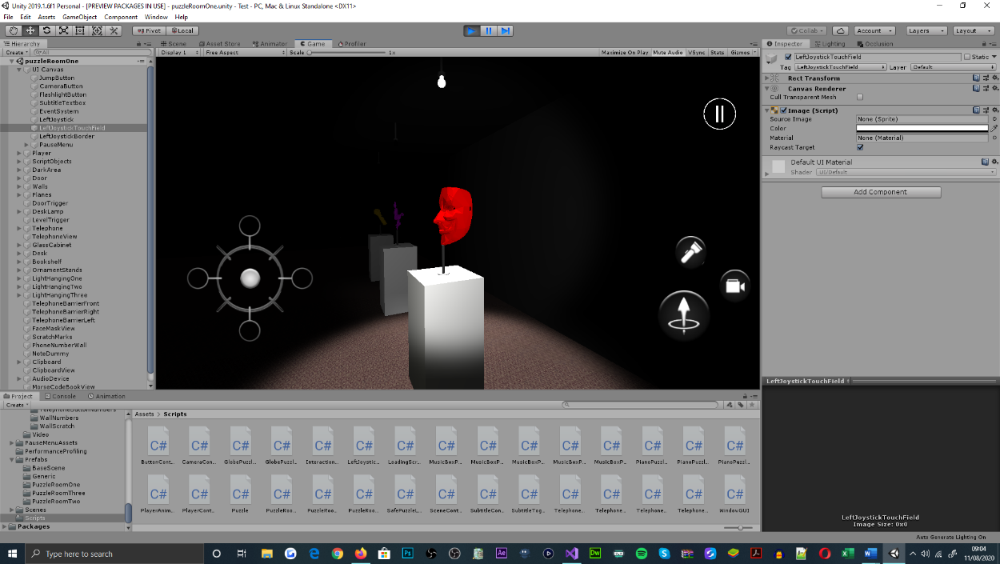 Unity 2019.1.6f1 Personal - [PREVIEW PACKAGES IN USE] - puzzleRoomOne.unity - Test - PC, Mac & Linux Standalone <DX11>
File Edit Assets GameObject Component Window Help
Pivot Local
Collab Account Layers Layout
Hierarchy
Create All
puzzleRoomOne
UI Canvas
JumpButton
CameraButton
FlashlightButton
SubtitleTextbox
EventSystem
LeftJoystick
LeftJoystickTouchField
LeftJoystickBorder
PauseMenu
Player
ScriptObjects
DarkArea
Door
Walls
Planes
DoorTrigger
DeskLamp
LevelTrigger
Telephone
TelephoneView
GlassCabinet
Desk
Bookshelf
OrnamentStands
LightHangingOne
LightHangingTwo
LightHangingThree
TelephoneBarrierFront
TelephoneBarrierRight
TelephoneBarrierLeft
FaceMaskView
ScratchMarks
PhoneNumberWall
NoteDummy
Clipboard
ClipboardView
AudioDevice
MorseCodeBookView
Scene Asset Store Animator Game Profiler
Display 1 Free Aspect Scale 1x Maximize On Play Mute Audio VSync Stats Gizmos
Inspector Lighting Occlusion
LeftJoystickTouchField Static
Tag LeftJoystickTouchField Layer Default
Rect Transform
Canvas Renderer
Cull Transparent Mesh
Image (Script)
Source Image None (Sprite)
Color
Material None (Material)
Raycast Target
Default UI Material
Shader UI/Default
Add Component
LeftJoystickTouchField
LeftJoystickTouchField
Image Size: 0x0
Project Console Animation
Create
TelephoneButtonNumbers
WallNumbers
WallScratch
Video
PauseMenuAssets
PerformanceProfiling
Prefabs
BaseScene
Generic
PuzzleRoomOne
PuzzleRoomThree
PuzzleRoomTwo
Scenes
Scripts
Packages
Assets > Scripts
C# C# C# C# C# C# C# C# C# C# C# C# C# C# C#
ButtonCont... CameraCon... GlobePuzzl... GlobePuzzl... Interaction... LeftJoystic... LoadingScr... MusicBoxP... MusicBoxP... MusicBoxP... MusicBoxP... MusicBoxP... PianoPuzzl... PianoPuzzl... PianoPuzzl...
C# C# C# C# C# C# C# C# C# C# C# C# C# C# C#
PlayerAnim... PlayerCont... Puzzle PuzzleRoo... PuzzleRoo... PuzzleRoo... SafePuzzleL... SceneCont... SubtitleCon... SubtitleTog... Telephone... Telephone... Telephone... Telephone... WindowGUI
Auto Generate Lighting On
Type here to search
Ps Ae Dw
09:04
11/08/2020